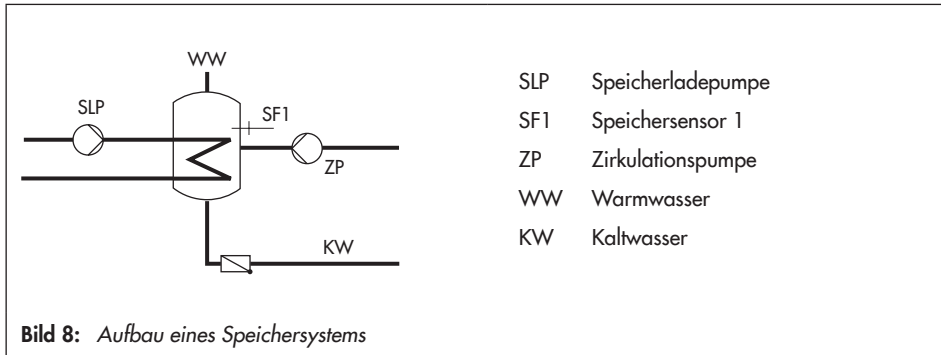 WW
SLP
SF1
ZP
KW
SLP Speicherladepumpe
SF1 Speichersensor 1
ZP Zirkulationspumpe
WW Warmwasser
KW Kaltwasser
Bild 8: Aufbau eines Speichersystems